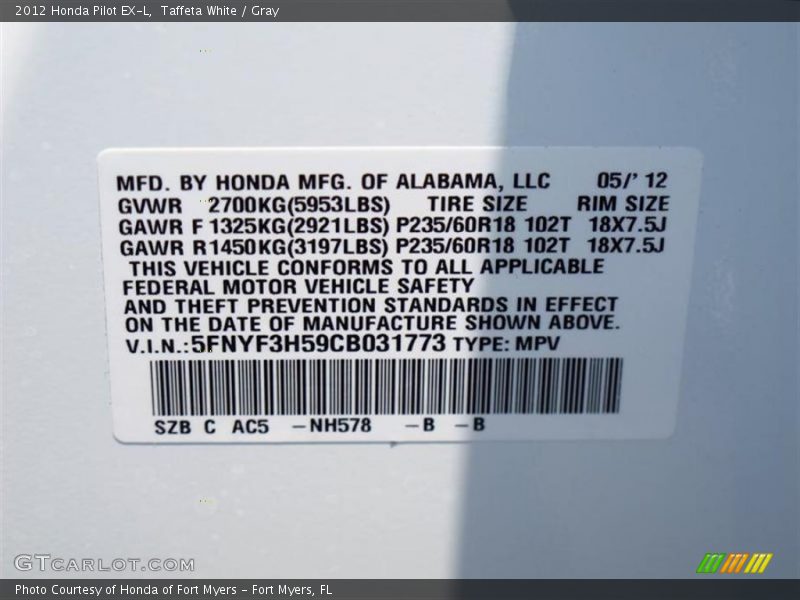 2012 Honda Pilot EX-L, Taffeta White / Gray
MFD. BY HONDA MFG. OF ALABAMA, LLC 05/' 12
GVWR 2700KG(5953LBS) TIRE SIZE RIM SIZE
GAWR F 1325KG(2921LBS) P235/60R18 102T 18X7.5J
GAWR R1450KG(3197LBS) P235/60R18 102T 18X7.5J
THIS VEHICLE CONFORMS TO ALL APPLICABLE
FEDERAL MOTOR VEHICLE SAFETY
AND THEFT PREVENTION STANDARDS IN EFFECT
ON THE DATE OF MANUFACTURE SHOWN ABOVE.
V.I.N.:5FNYF3H59CB031773 TYPE: MPV
SZB C AC5 -NH578 -B -B
GTCARLOT.COM
Photo Courtesy of Honda of Fort Myers - Fort Myers, FL